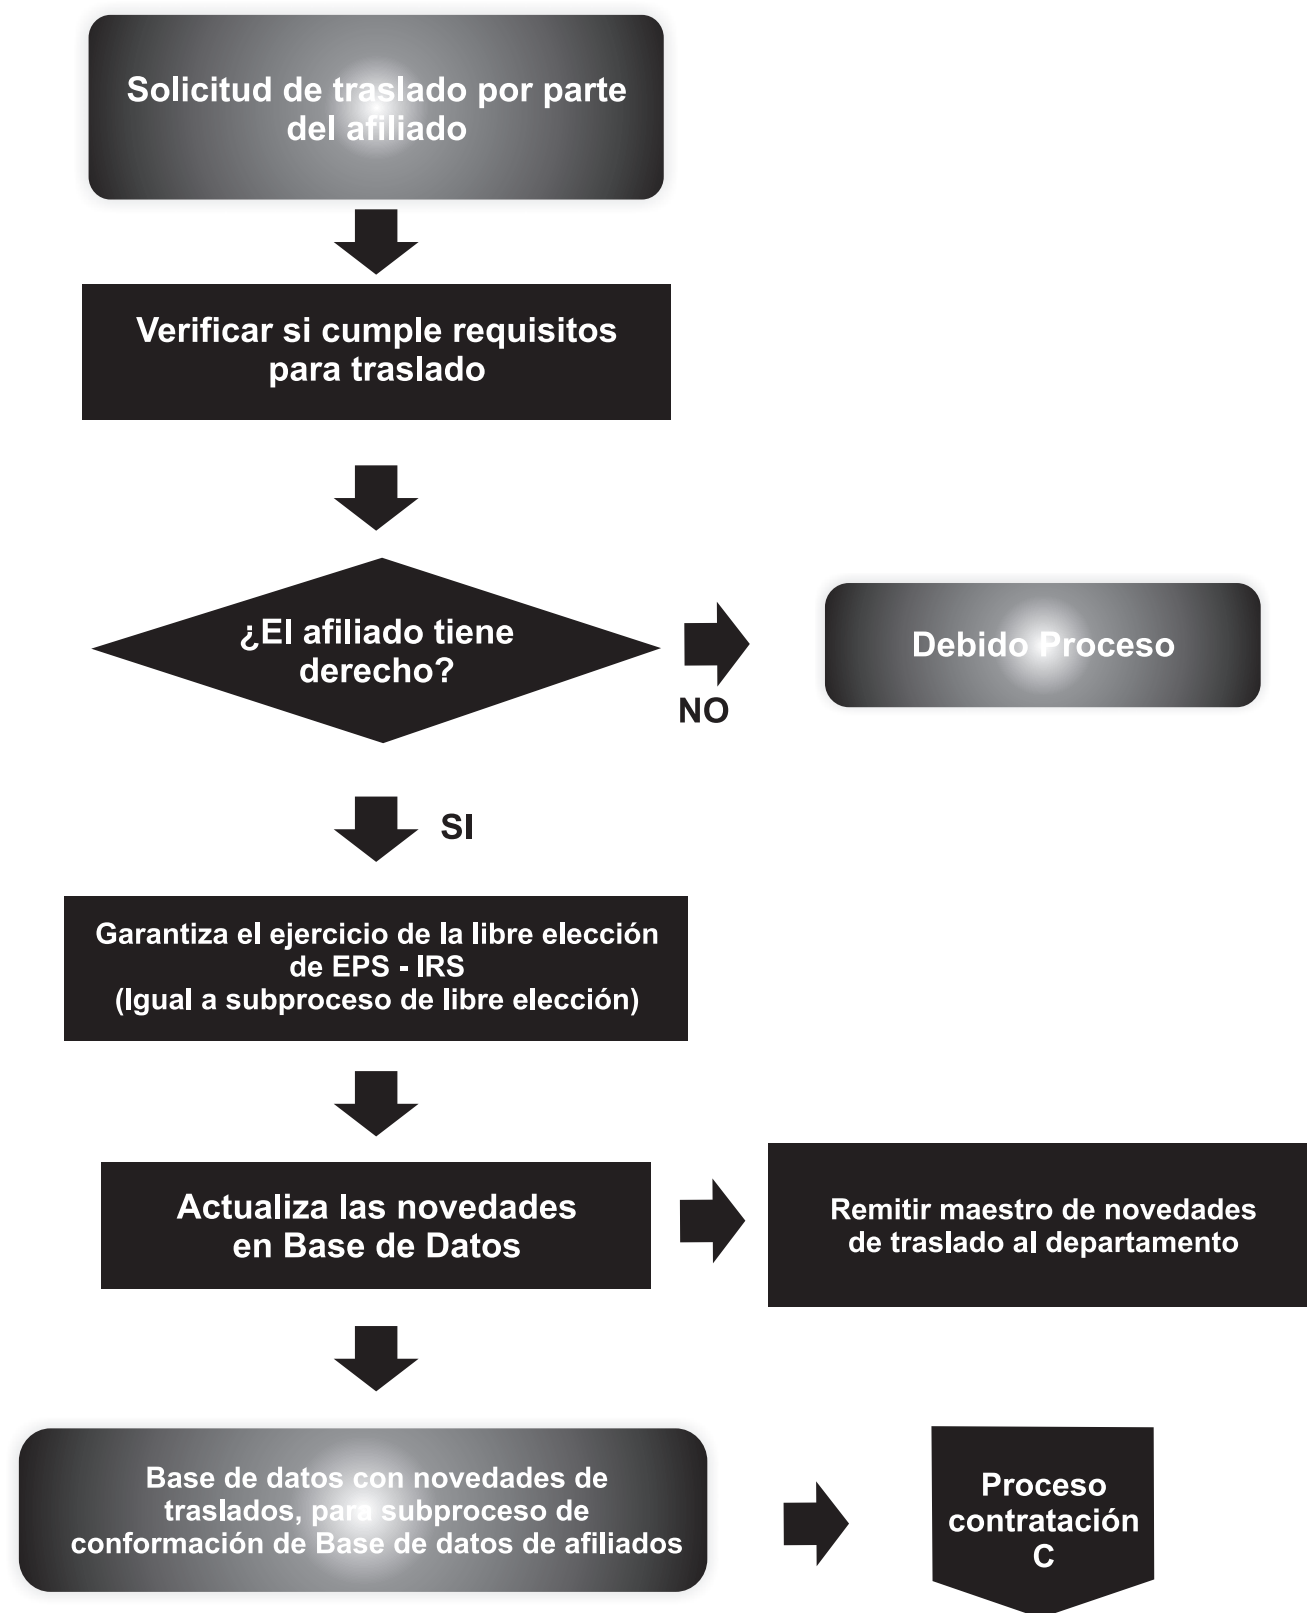 Solicitud de traslado por parte
del afiliado
Verificar si cumple requisitos
para traslado
¿El afiliado tiene
derecho?
Debido Proceso
NO
SI
Garantiza el ejercicio de la libre elección
de EPS - IRS
(Igual a subproceso de libre elección)
Actualiza las novedades
en Base de Datos
Remitir maestro de novedades
de traslado al departamento
Base de datos con novedades de
traslados, para subproceso de
conformación de Base de datos de afiliados
Proceso
contratación
C